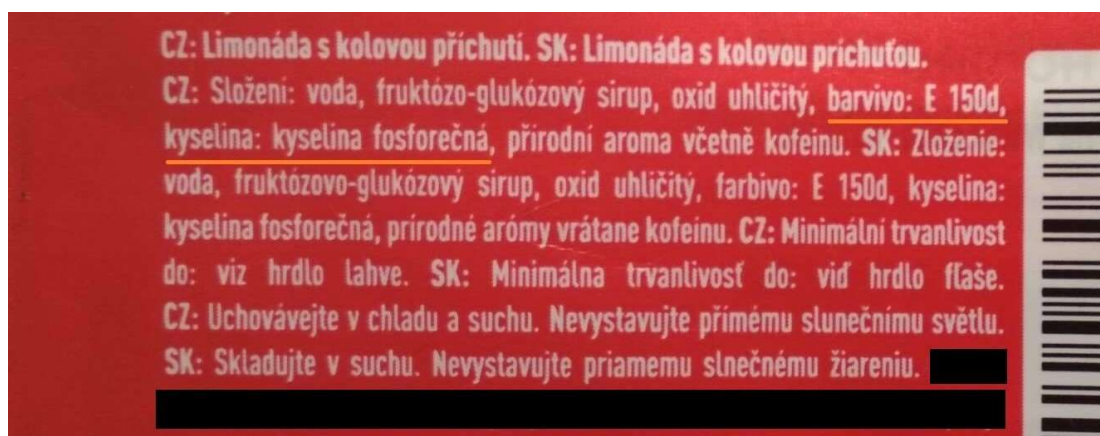 CZ: Limonáda s kolovou příchutí. SK: Limonáda s kolovou príchuťou.
CZ: Složení: voda, fruktózo-glukózový sirup, oxid uhličitý, barvivo: E 150d,
kyselina: kyselina fosforečná, přírodní aroma včetně kofeinu. SK: Zloženie:
voda, fruktózovo-glukózový sirup, oxid uhličitý, farbivo: E 150d, kyselina:
kyselina fosforečná, prírodné arómy vrátane kofeínu. CZ: Minimální trvanlivost
do: viz hrdlo lahve. SK: Minimálna trvanlivosť do: viď hrdlo fľaše.
CZ: Uchovávejte v chladu a suchu. Nevystavujte přímému slunečnímu světlu.
SK: Skladujte v suchu. Nevystavujte priamemu slnečnému žiareniu.